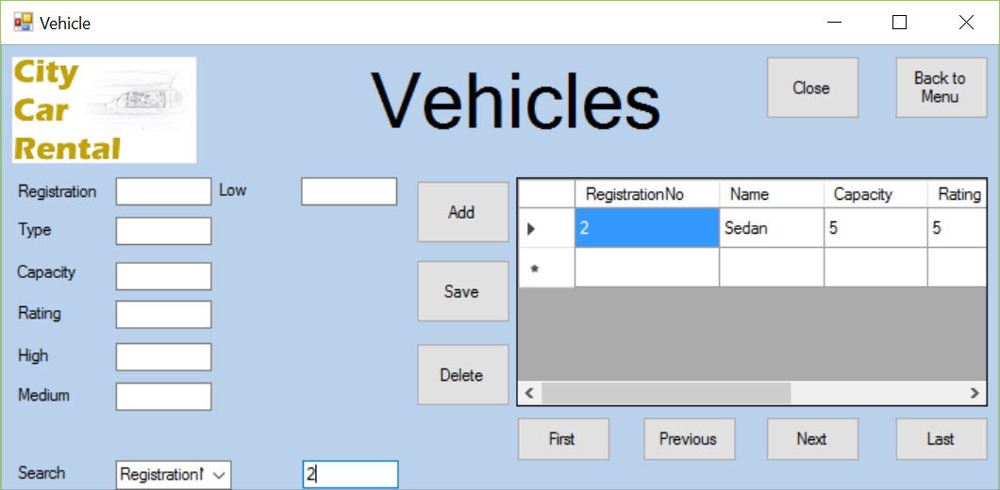 Vehicle
City
Car
Rental
Vehicles
Close
Back to
Menu
Registration
Low
Type
Capacity
Rating
High
Medium
Add
Save
Delete
RegistrationNo Name Capacity Rating
2 Sedan 5 5
*
First Previous Next Last
Search RegistrationN 2